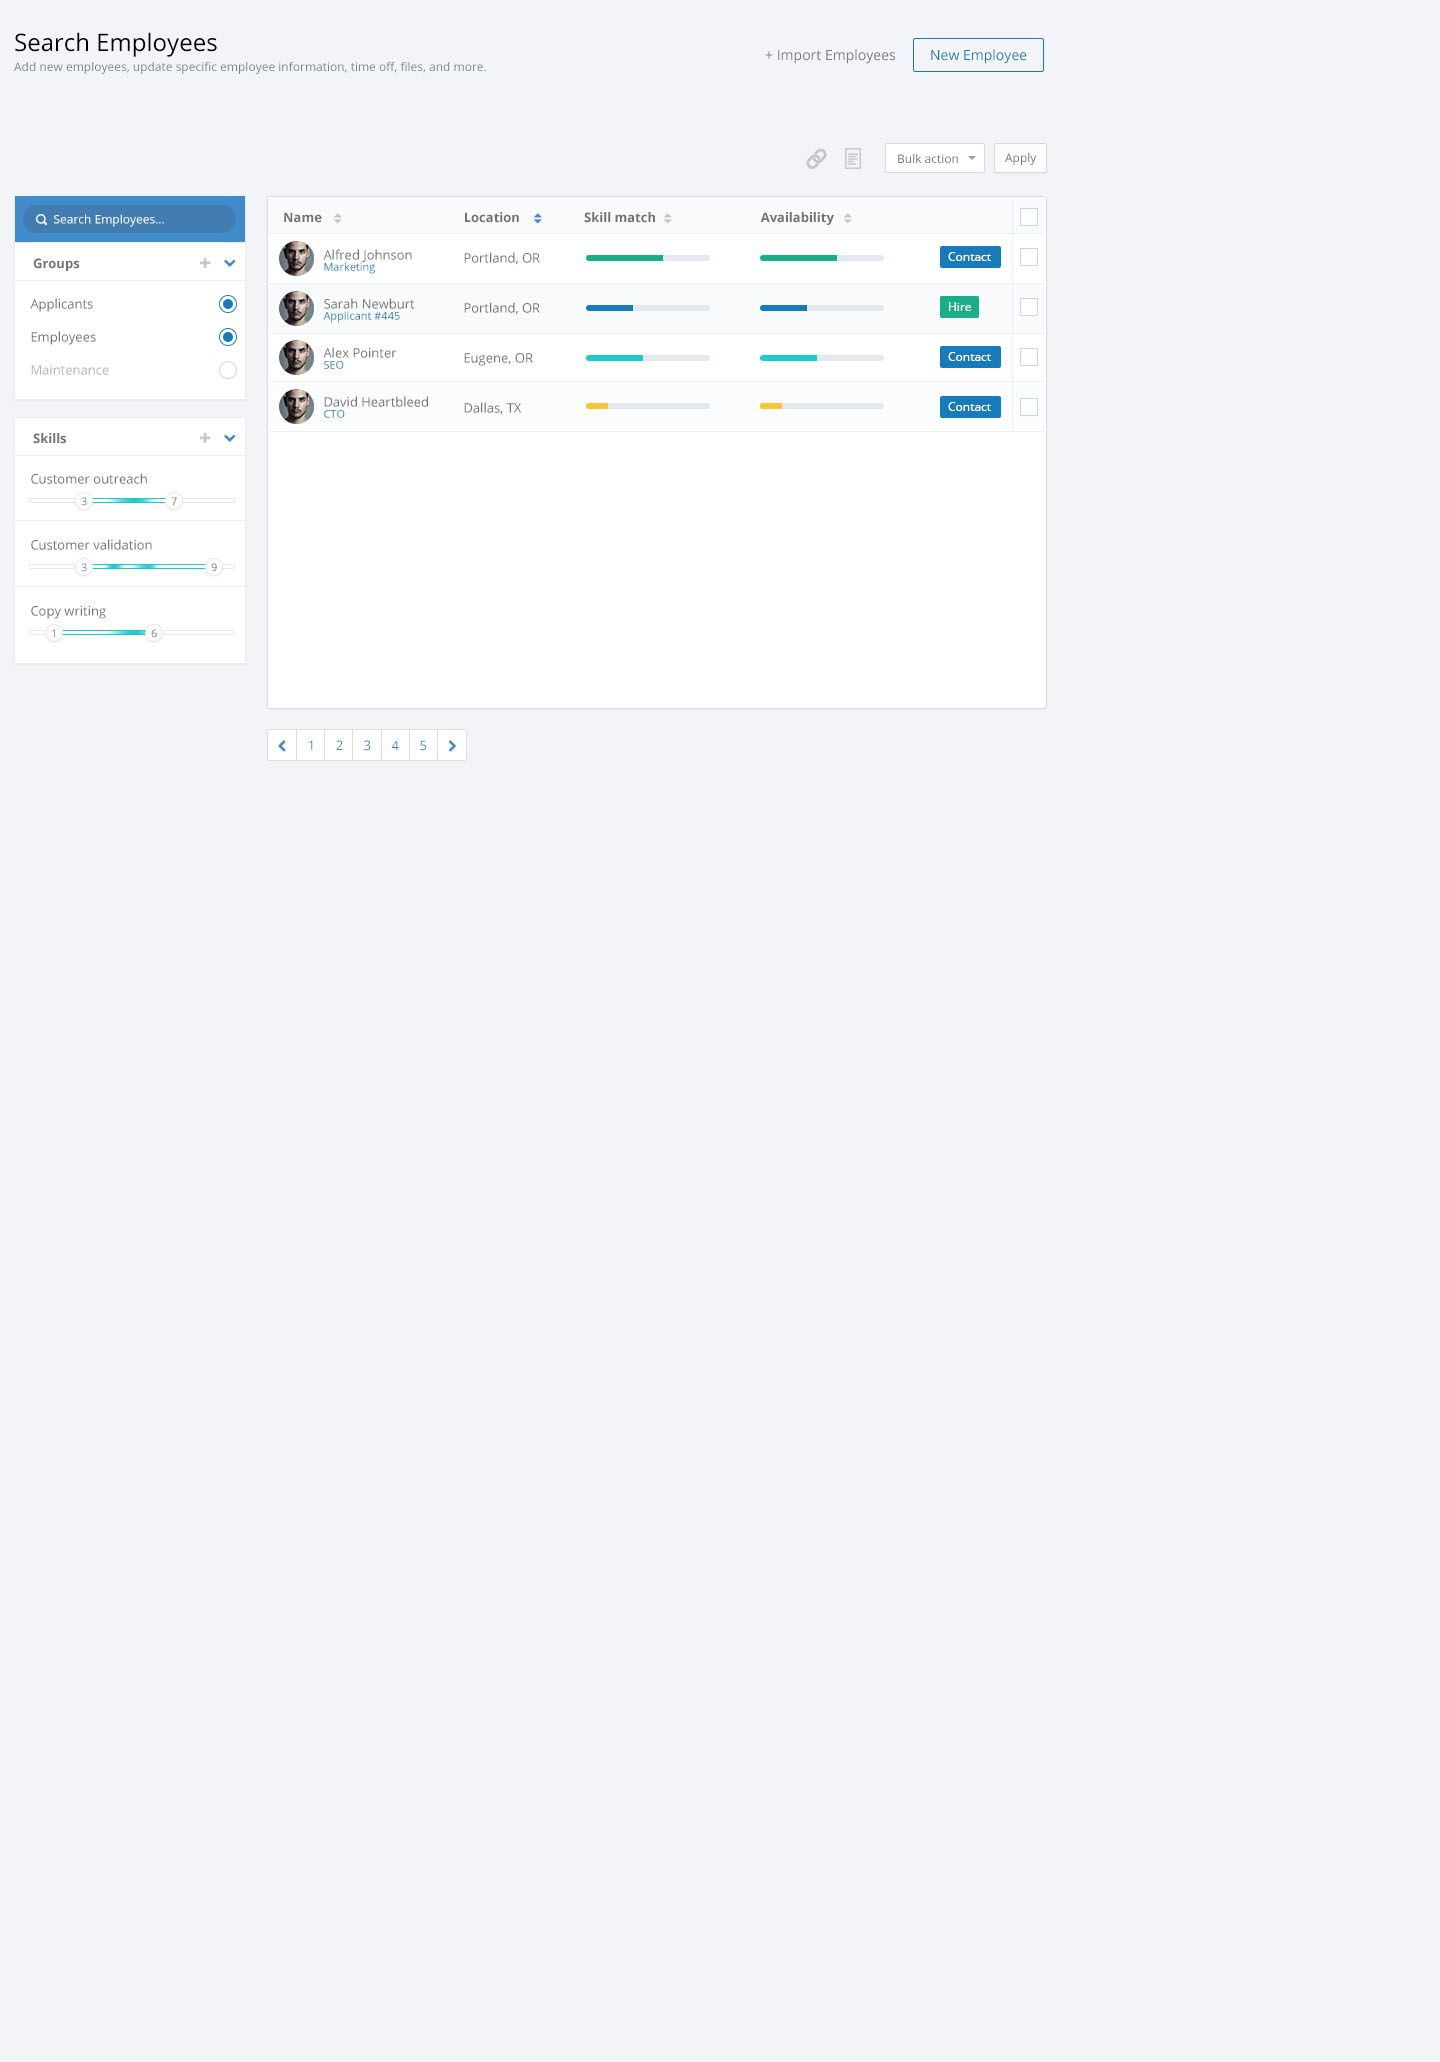 Search Employees
Add new employees, update specific employee information, time off, files, and more.
+ Import Employees
New Employee
Bulk action
Apply
Search Employees...
Groups
Applicants
Employees
Maintenance
Skills
Customer outreach
3 7
Customer validation
3 9
Copy writing
1 6
Name Location Skill match Availability
Alfred Johnson
Marketing
Portland, OR
Contact
Sarah Newburt
Applicant #445
Portland, OR
Hire
Alex Pointer
SEO
Eugene, OR
Contact
David Heartbleed
CTO
Dallas, TX
Contact
1 2 3 4 5